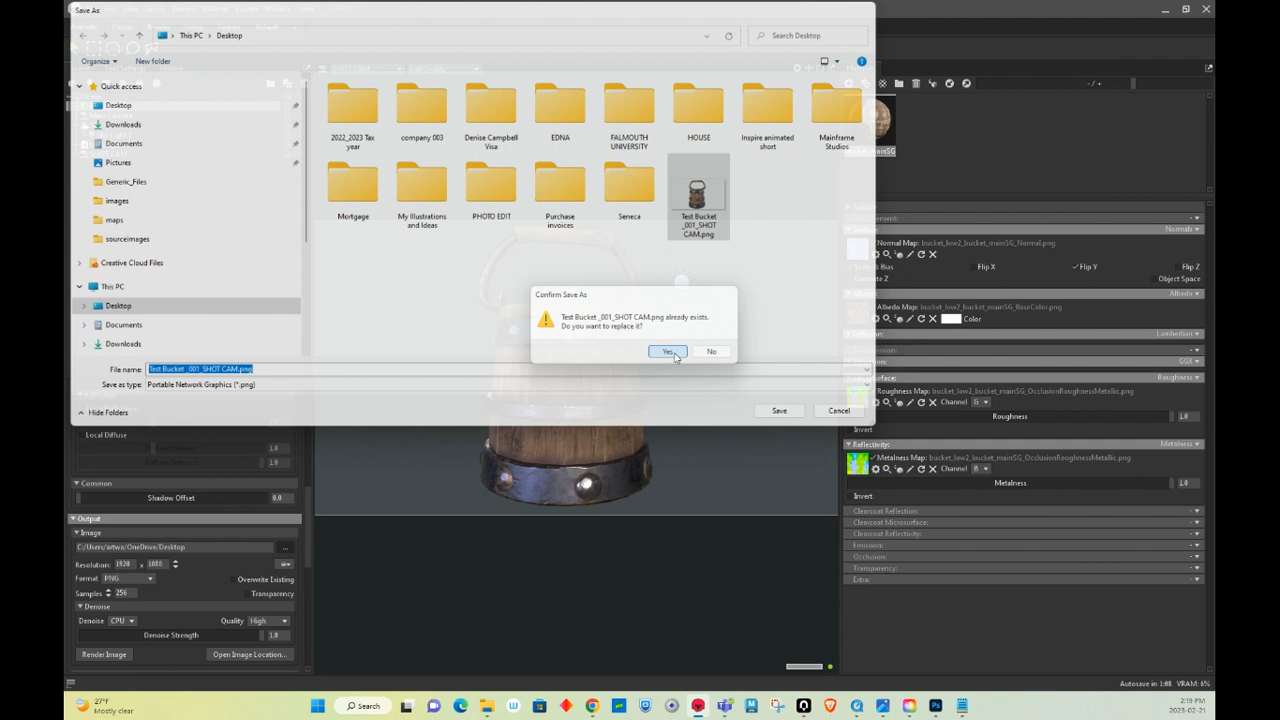 Save As
This PC
Desktop
Search Desktop
Organize
New folder
Quick access
Desktop
Downloads
Documents
Pictures
Generic_Files
images
maps
sourceimages
Creative Cloud Files
This PC
Desktop
Documents
Downloads
2022_2023 Tax
year
company 003
Denise Campbell
Visa
EDNA
FALMOUTH
UNIVERSITY
HOUSE
Inspire animated
short
Mainframe
Studios
Mortgage
My Illustrations
and Ideas
PHOTO EDIT
Purchase
invoices
Seneca
Test Bucket
_001_SHOT
CAM.png
Confirm Save As
Test Bucket _001_SHOT CAM.png already exists.
Do you want to replace it?
Yes
No
File name:
Test Bucket _001_SHOT CAM.png
Save as type:
Portable Network Graphics (*.png)
Hide Folders
Save
Cancel
Local Diffuse
1.0
1.0
Common
Shadow Offset
0.0
Output
Image
C:/Users/artwa/OneDrive/Desktop
...
Resolution: 1920 x 1080
Format PNG
Overwrite Existing
Samples 256
Transparency
Denoise
Denoise CPU
Quality High
Denoise Strength 1.0
Render Image
Open Image Location...
- / +
Normals
Normal Map: bucket_low2_bucket_mainSG_Normal.png
Flip X
Flip Y
Flip Z
Object Space
Albedo
Albedo Map: bucket_low2_bucket_mainSG_BaseColor.png
Color
Lambertian
GGX
Roughness
Roughness Map: bucket_low2_bucket_mainSG_OcclusionRoughnessMetallic.png
Channel G
Roughness 1.0
Invert
Reflectivity: Metalness
Metalness Map: bucket_low2_bucket_mainSG_OcclusionRoughnessMetallic.png
Channel B
Metalness 1.0
Invert
Clearcoat Reflection:
Clearcoat Microsurface:
Clearcoat Reflectivity:
Emission:
Occlusion:
Transparency:
Extra:
Autosave in 1:08 VRAM: 6%
27°F
Mostly clear
Search
2:19 PM
2023-02-21